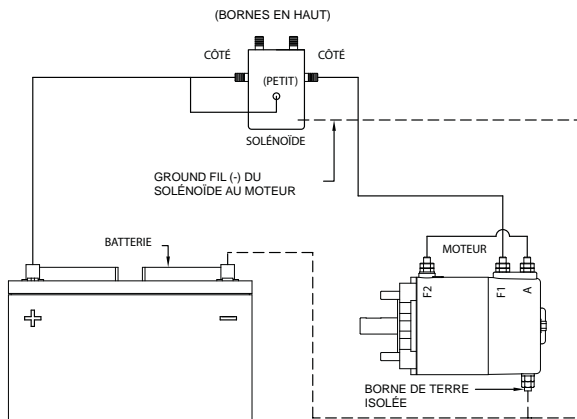 (BORNES EN HAUT)
CÔTÉ
CÔTÉ
(PETIT)
SOLÉNOÏDE
GROUND FIL (-) DU
SOLÉNOÏDE AU MOTEUR
BATTERIE
MOTEUR
F2
F1
A
+
−
BORNE DE TERRE
ISOLÉE